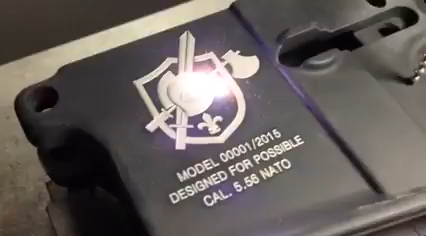 MODEL 00001/2015
DESIGNED FOR POSSIBLE
CAL. 5.56 NATO